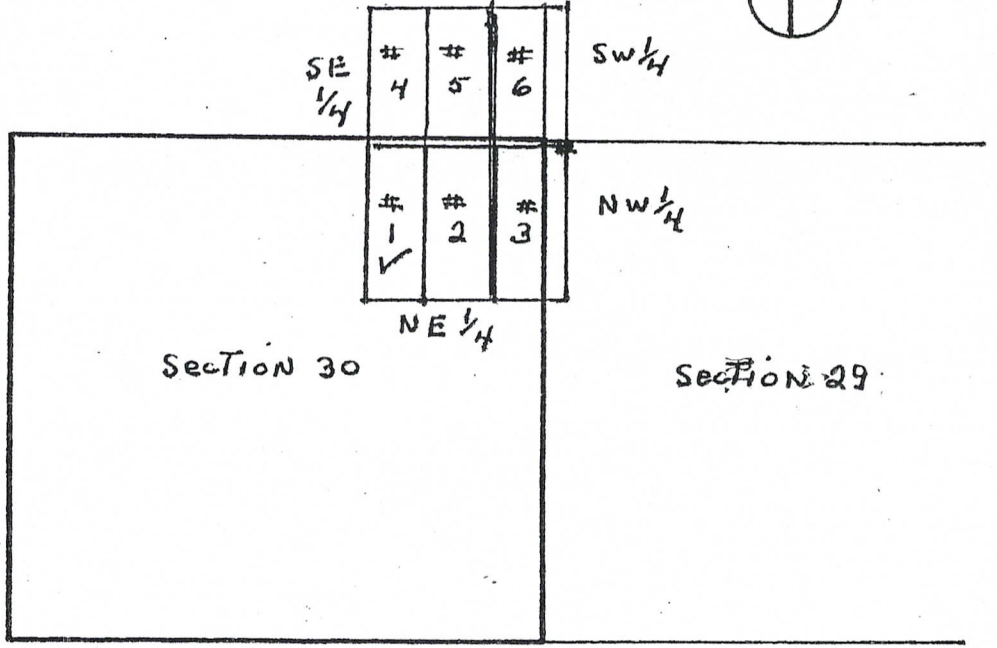 # # #
4 5 6
SE
1/4
SW 1/4
# # #
1 2 3
✓
NW 1/4
NE 1/4
SECTION 30
SECTION 29